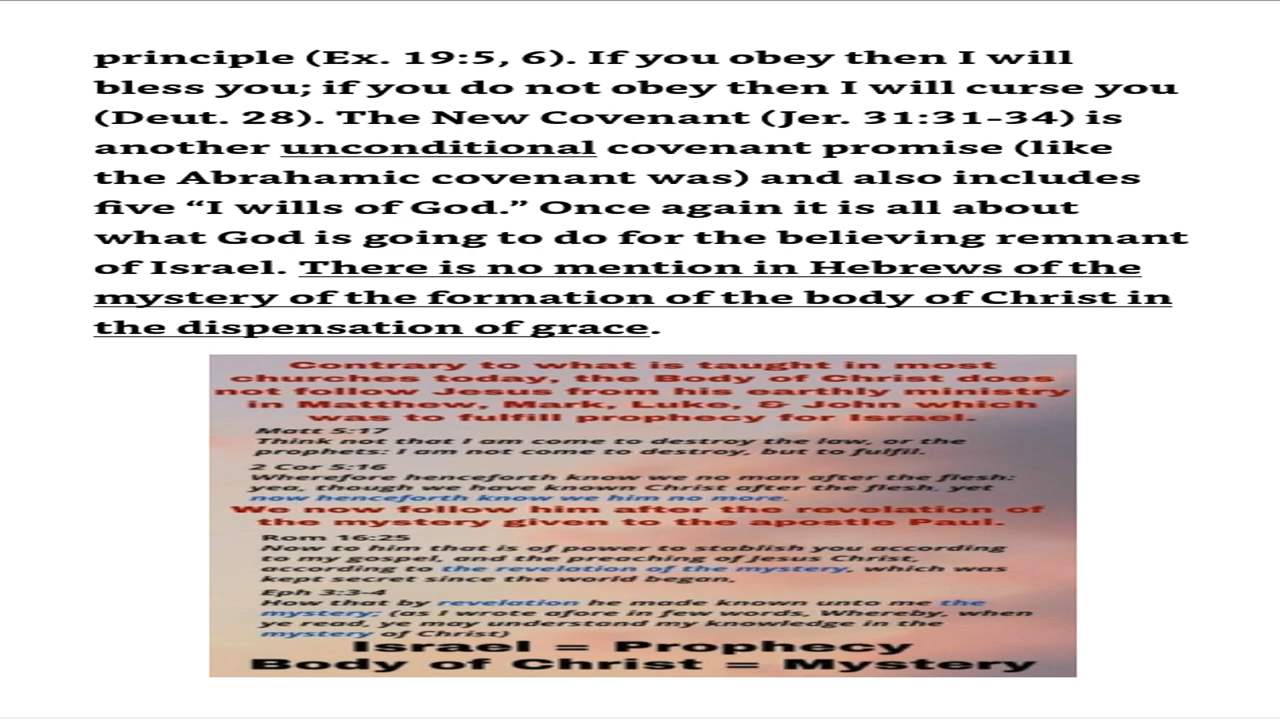 principle (Ex. 19:5, 6). If you obey then I will
bless you; if you do not obey then I will curse you
(Deut. 28). The New Covenant (Jer. 31:31-34) is
another unconditional covenant promise (like
the Abrahamic covenant was) and also includes
five “I wills of God.” Once again it is all about
what God is going to do for the believing remnant
of Israel. There is no mention in Hebrews of the
mystery of the formation of the body of Christ in
the dispensation of grace.
Contrary to what is taught in most
churches today, the Body of Christ does
not follow Jesus from his earthly ministry
in Matthew, Mark, Luke, & John which
was to fulfill prophecy for Israel.
Matt 5:17
Think not that I am come to destroy the law, or the
prophets: I am not come to destroy, but to fulfil.
2 Cor 5:16
Wherefore henceforth know we no man after the flesh:
yea, though we have known Christ after the flesh, yet
now henceforth know we him no more.
We now follow him after the revelation of
the mystery given to the apostle Paul.
Rom 16:25
Now to him that is of power to stablish you according
to my gospel, and the preaching of Jesus Christ,
according to the revelation of the mystery, which was
kept secret since the world began,
Eph 3:3-4
How that by revelation he made known unto me the
mystery; (as I wrote afore in few words, Whereby, when
ye read, ye may understand my knowledge in the
mystery of Christ)
Israel = Prophecy
Body of Christ = Mystery